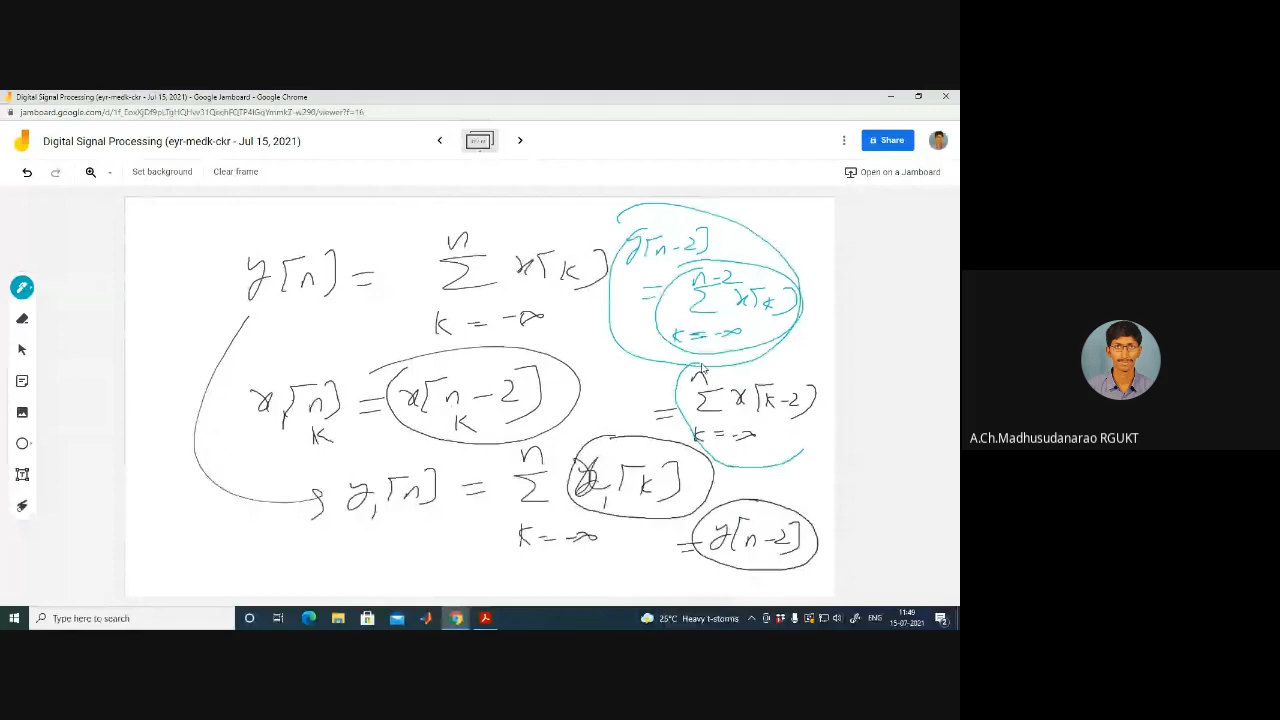 Digital Signal Processing (eyr-medk-ckr - Jul 15, 2021) - Google Jamboard - Google Chrome
Digital Signal Processing (eyr-medk-ckr - Jul 15, 2021)
Share
Set background
Clear frame
Open on a Jamboard
y[n] = n ∑ k = -∞ x[k]
y[n-2]
= n-2 ∑ k = -∞ x[k]
x₁[n] = x[n-2]
k k
= n ∑ k = -∞ x[k-2]
y₁[n] = n ∑ k = -∞ x₁[k]
= y[n-2]
A.Ch.Madhusudanarao RGUKT
Type here to search
25°C Heavy t-storms
ENG
11:49
15-07-2021
2